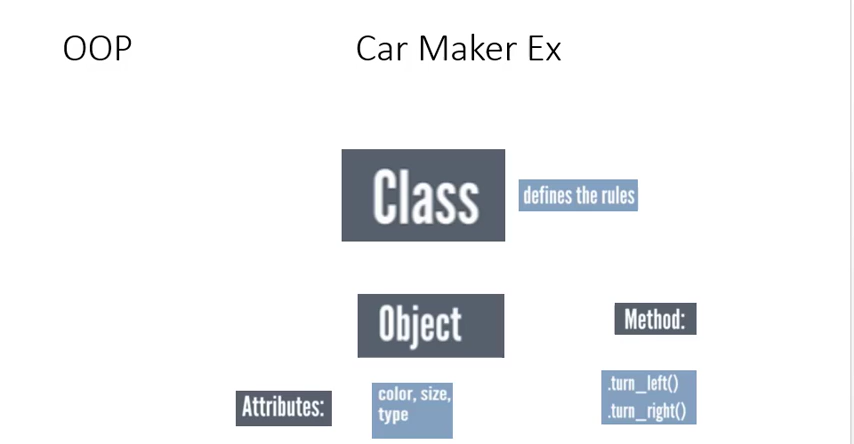 OOP
Car Maker Ex
Class
defines the rules
Object
Method:
Attributes:
color, size,
type
.turn_left()
.turn_right()